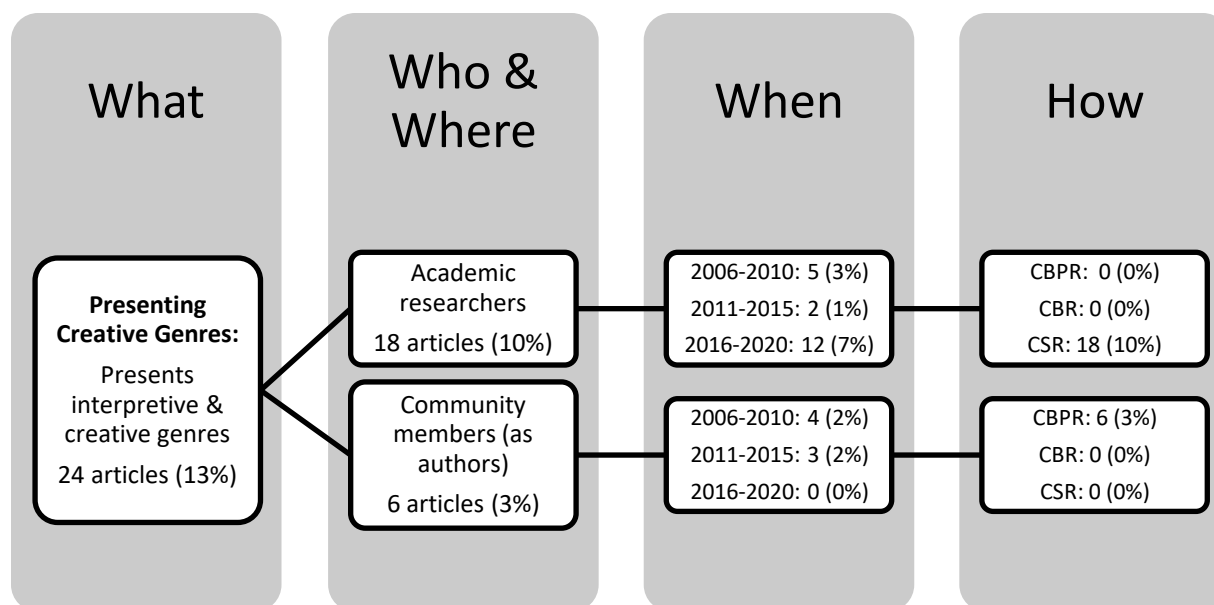 What
Who &
Where
When
How
Presenting
Creative Genres:
Presents
interpretive &
creative genres
24 articles (13%)
Academic
researchers
18 articles (10%)
Community
members (as
authors)
6 articles (3%)
2006-2010: 5 (3%)
2011-2015: 2 (1%)
2016-2020: 12 (7%)
2006-2010: 4 (2%)
2011-2015: 3 (2%)
2016-2020: 0 (0%)
CBPR:  0 (0%)
CBR: 0 (0%)
CSR: 18 (10%)
CBPR: 6 (3%)
CBR: 0 (0%)
CSR: 0 (0%)